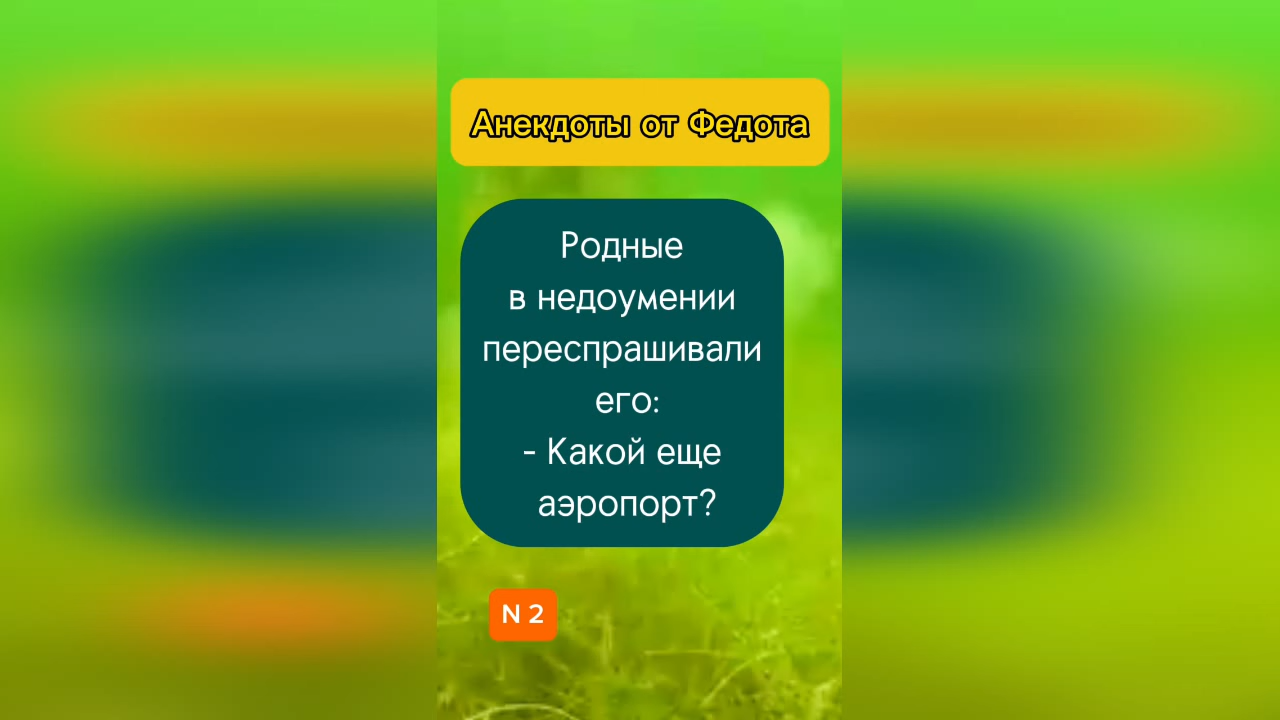 Анекдоты от Федота
Родные
в недоумении
переспрашивали
его:
- Какой еще
аэропорт?
N 2